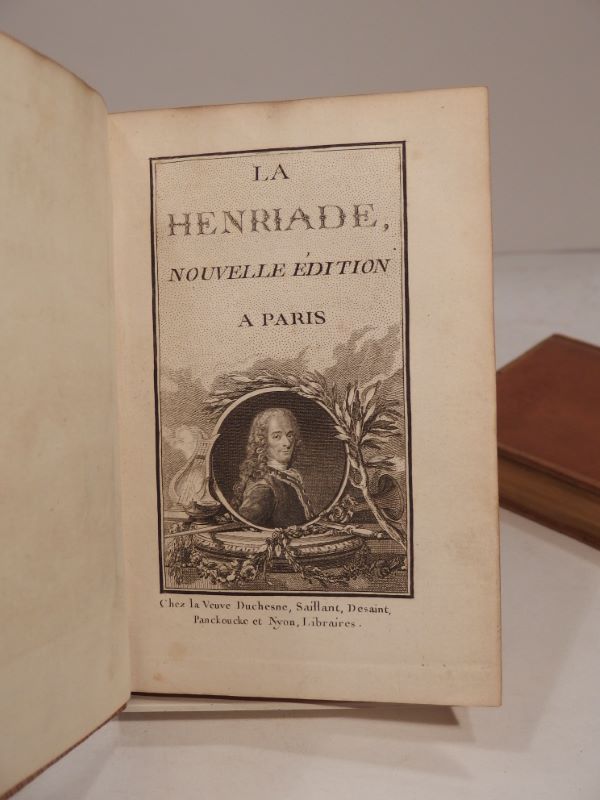 LA
HENRIADE,
NOUVELLE ÉDITION
A PARIS
Chez la Veuve Duchesne, Saillant, Desaint,
Panckoucke et Nyon, Libraires.